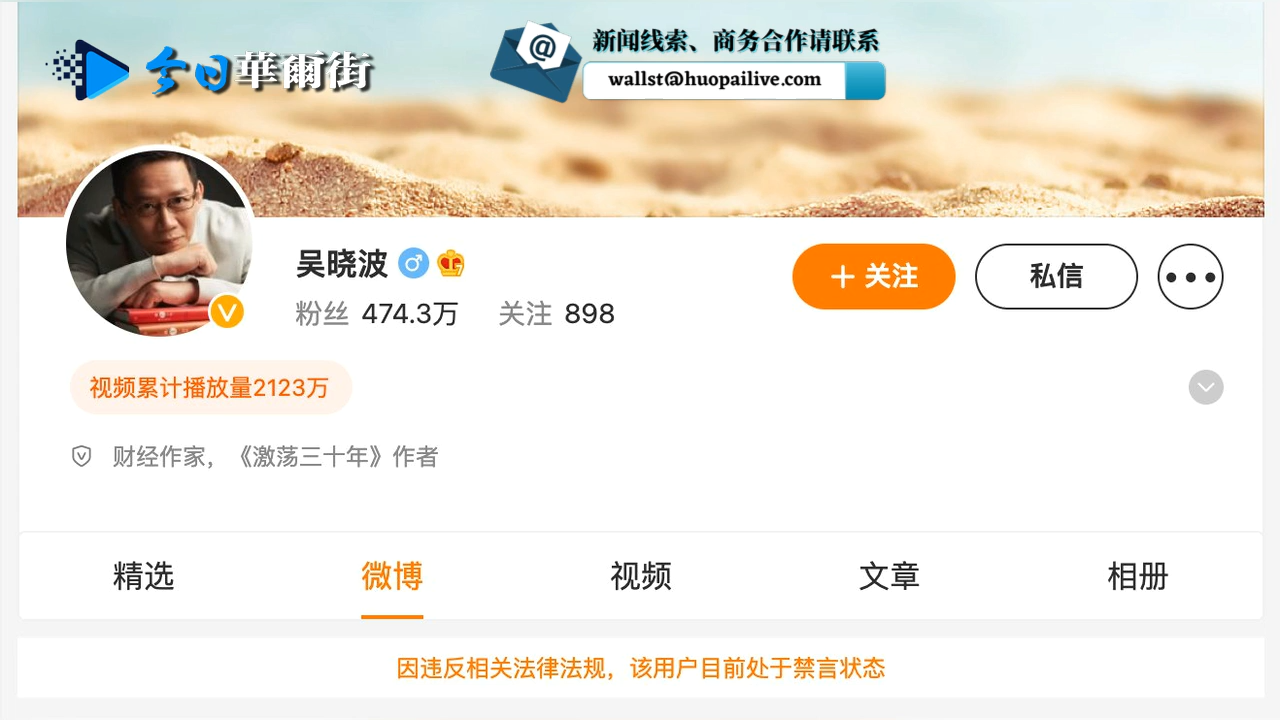 今日華爾街
新闻线索、商务合作请联系
@
wallst@huopailive.com
吴晓波
粉丝 474.3万 关注 898
+ 关注
私信
视频累计播放量2123万
财经作家，《激荡三十年》作者
精选 微博 视频 文章 相册
因违反相关法律法规，该用户目前处于禁言状态